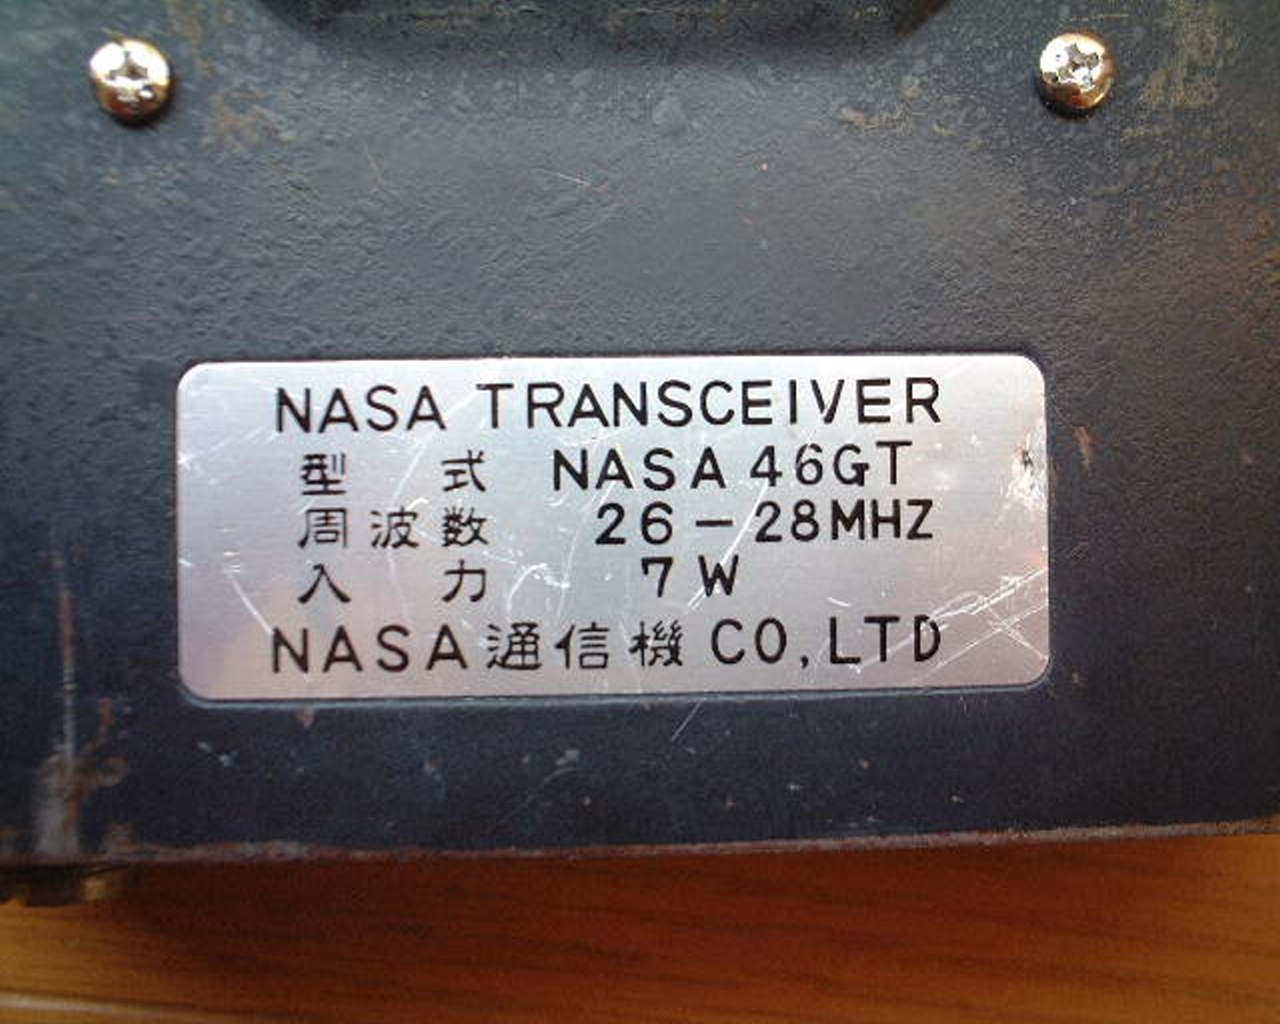 NASA TRANSCEIVER
型 式 NASA 46GT
周波数 26-28MHZ
入 力 7W
NASA通信機 CO,LTD